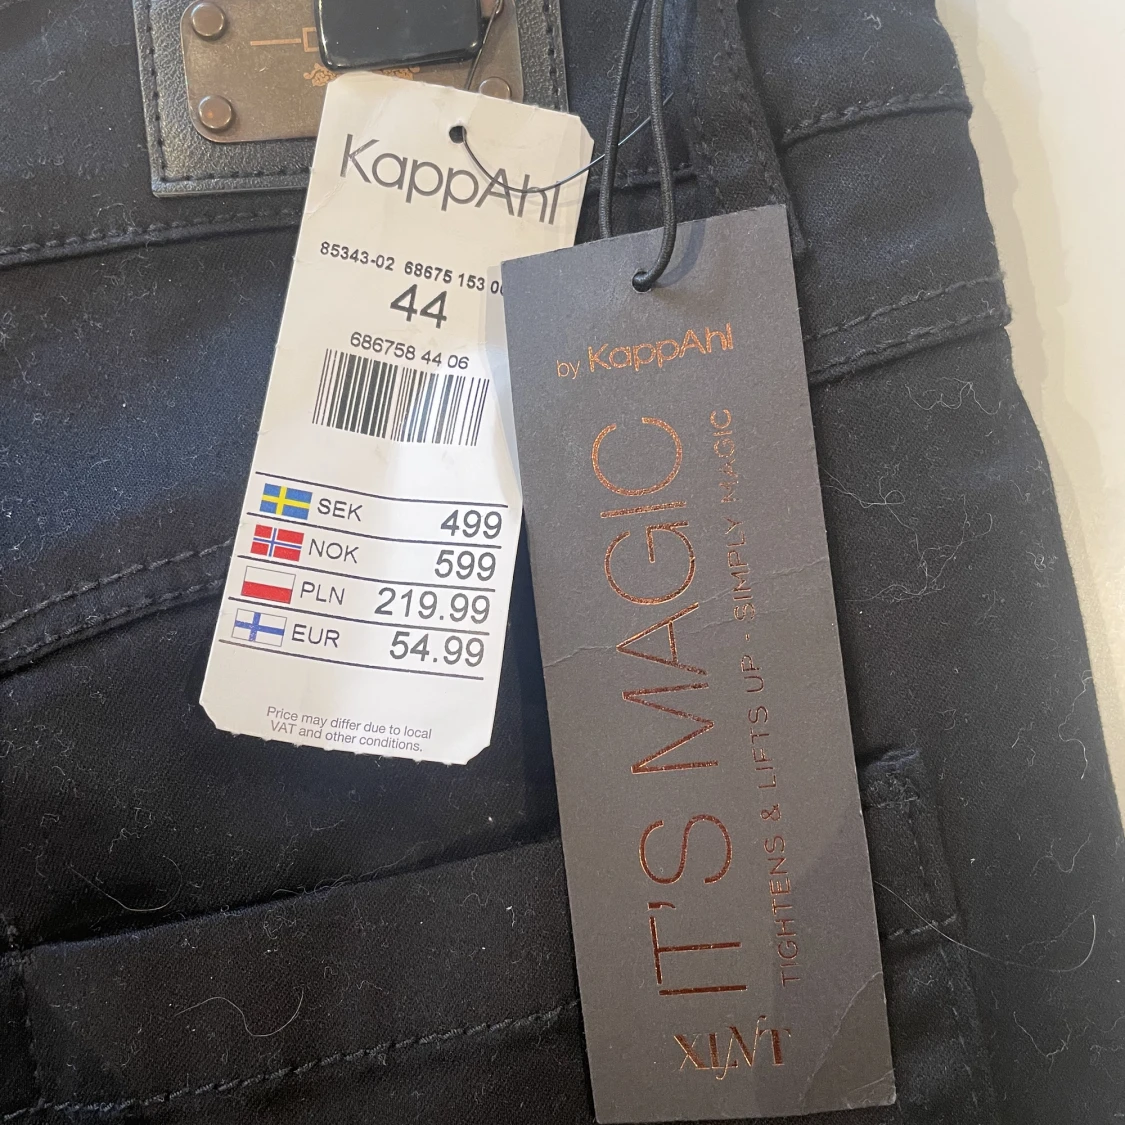 KappAhl
85343-02 68675 153
44
686758 44 06
SEK 499
NOK 599
PLN 219.99
EUR 54.99
Price may differ due to local
VAT and other conditions.
by KappAhl
IT'S MAGIC
TIGHTENS & LIFTS UP - SIMPLY MAGIC
XLNT